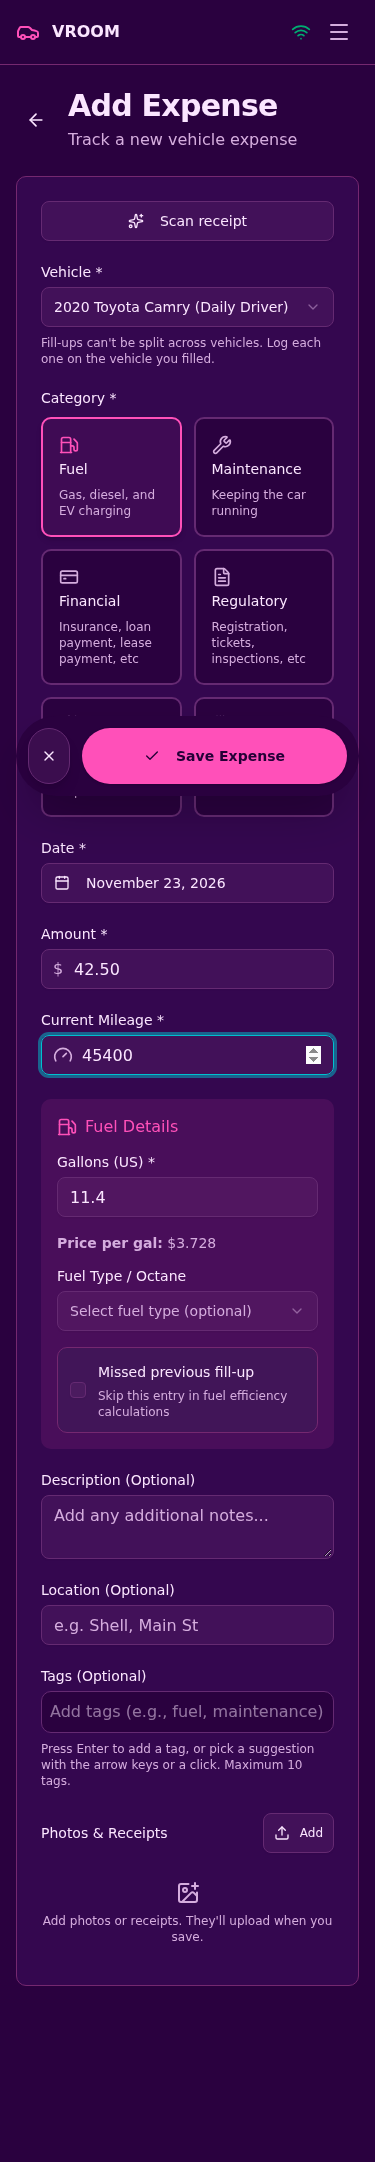 VROOM
Add Expense
Track a new vehicle expense
Scan receipt
Vehicle *
2020 Toyota Camry (Daily Driver)
Fill-ups can't be split across vehicles. Log each
one on the vehicle you filled.
Category *
Fuel
Gas, diesel, and
EV charging
Maintenance
Keeping the car
running
Financial
Insurance, loan
payment, lease
payment, etc
Regulatory
Registration,
tickets,
inspections, etc
Save Expense
Date *
November 23, 2026
Amount *
$ 42.50
Current Mileage *
45400
Fuel Details
Gallons (US) *
11.4
Price per gal: $3.728
Fuel Type / Octane
Select fuel type (optional)
Missed previous fill-up
Skip this entry in fuel efficiency
calculations
Description (Optional)
Add any additional notes...
Location (Optional)
e.g. Shell, Main St
Tags (Optional)
Add tags (e.g., fuel, maintenance)
Press Enter to add a tag, or pick a suggestion
with the arrow keys or a click. Maximum 10
tags.
Photos & Receipts
Add
Add photos or receipts. They'll upload when you
save.